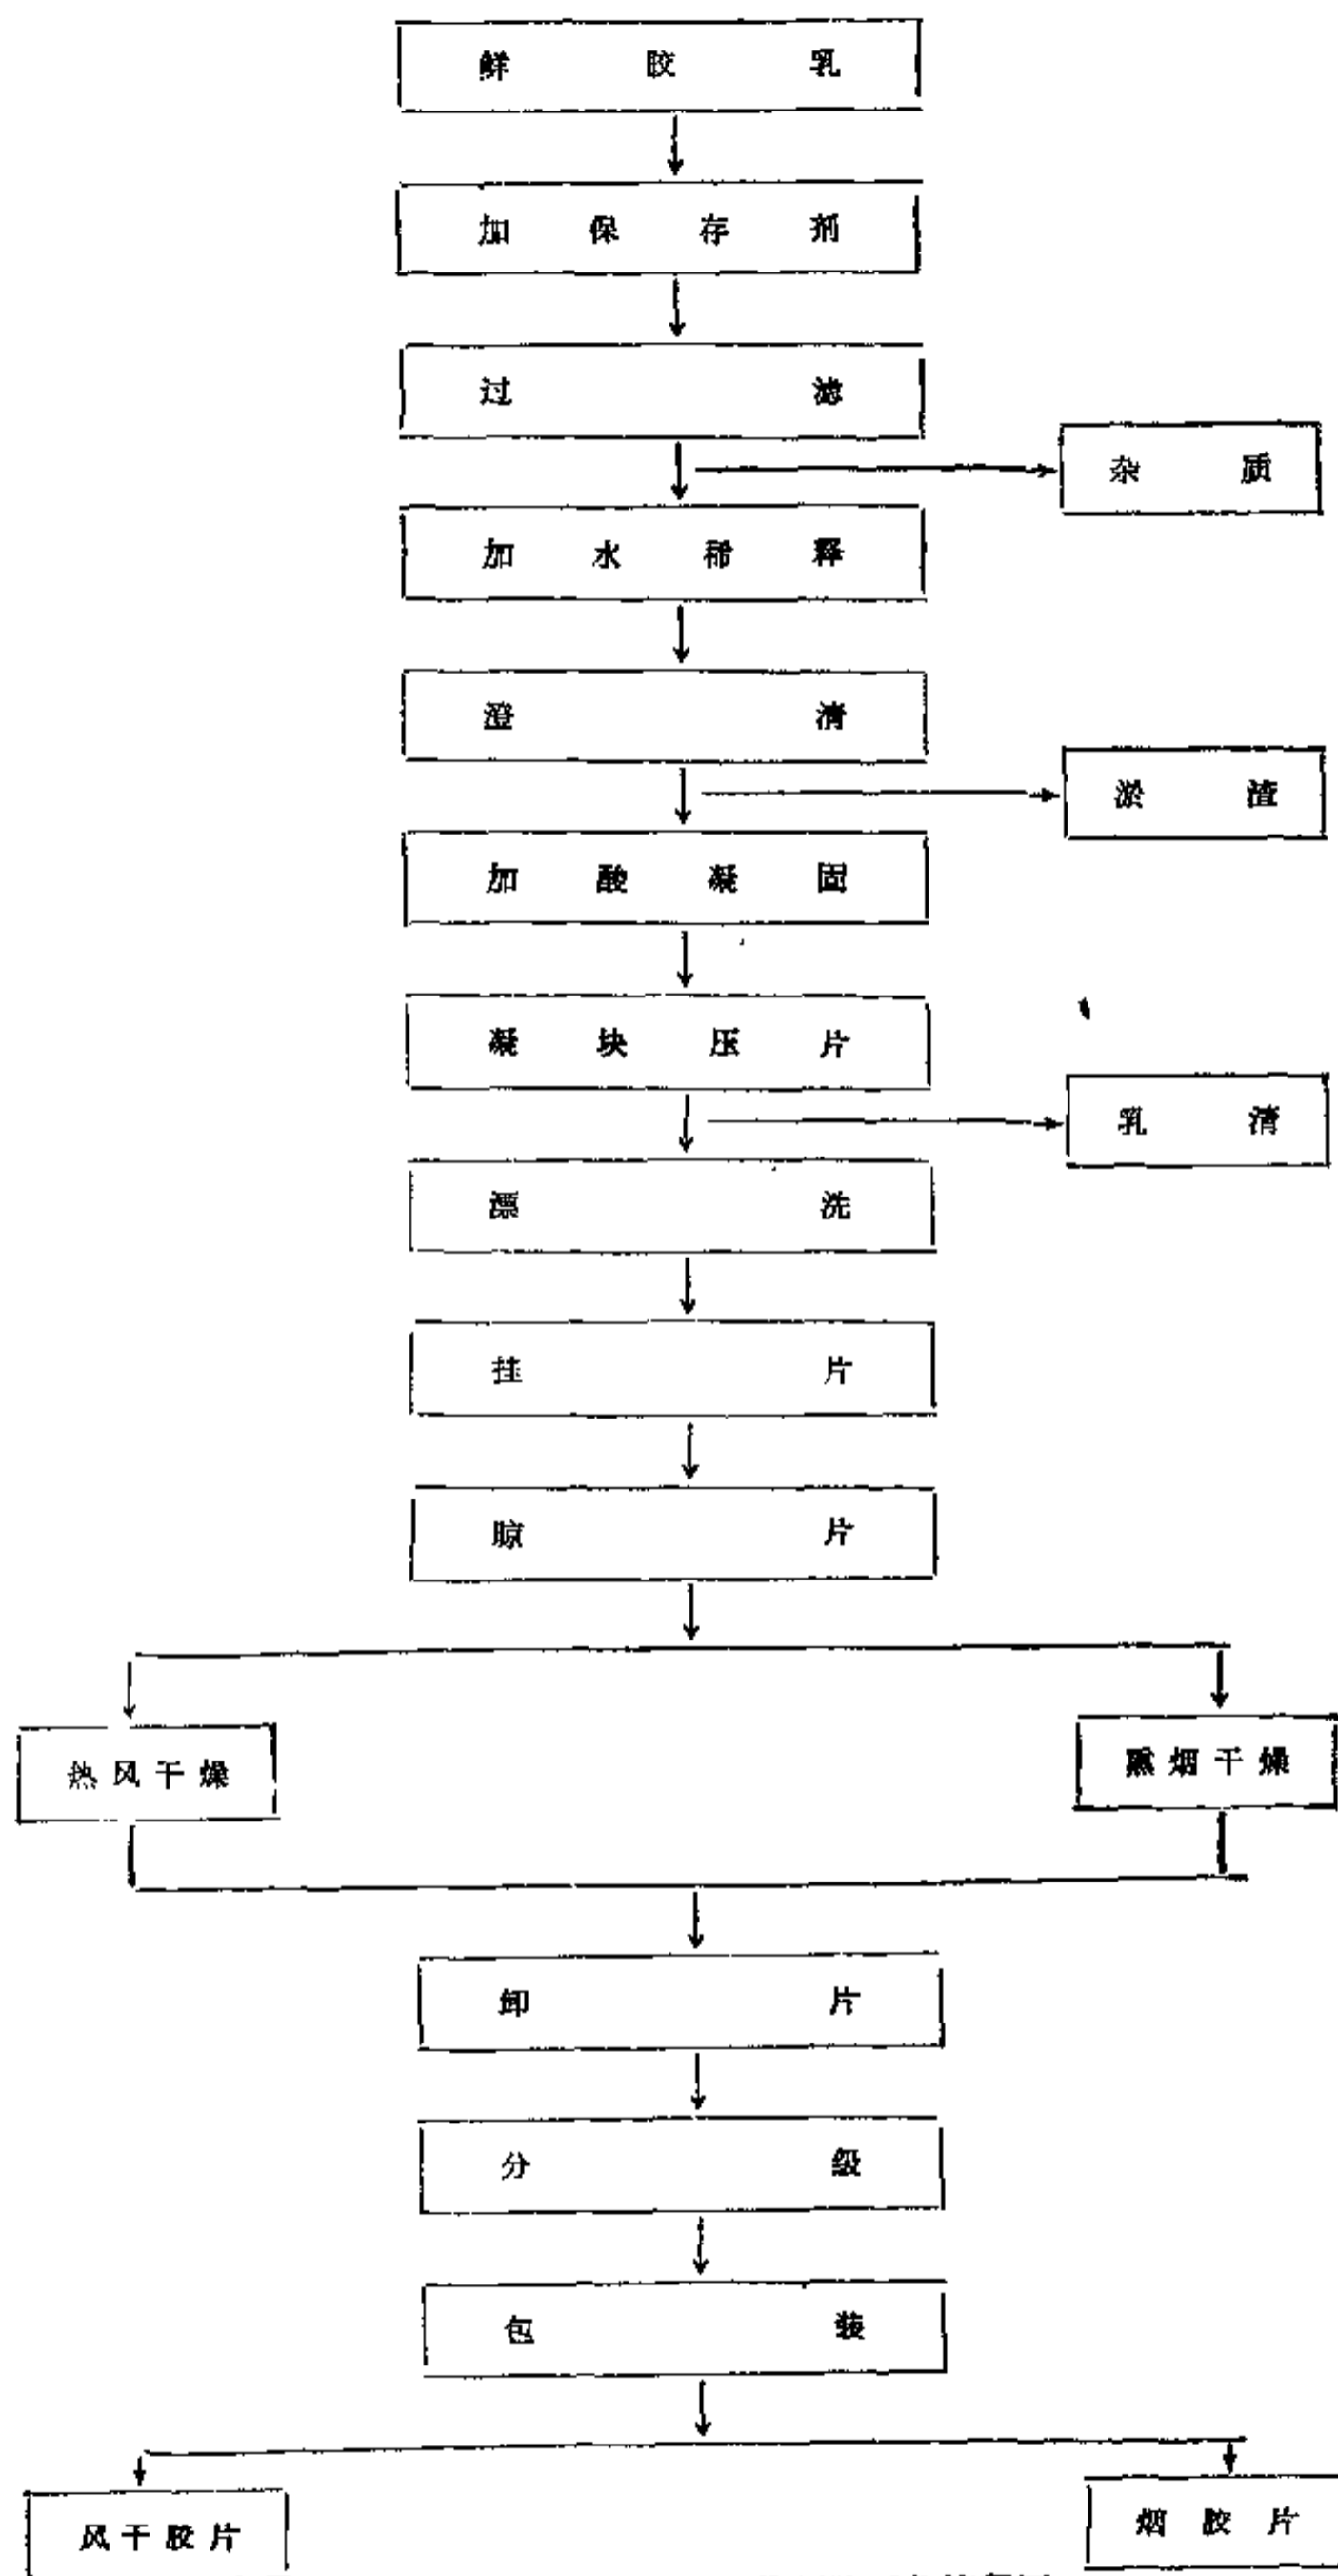 鲜胶乳
加保存剂
过滤
杂质
加水稀释
澄清
淤渣
加酸凝固
凝块压片
乳清
漂洗
挂片
晾片
热风干燥
熏烟干燥
卸片
分级
包装
风干胶片
烟胶片